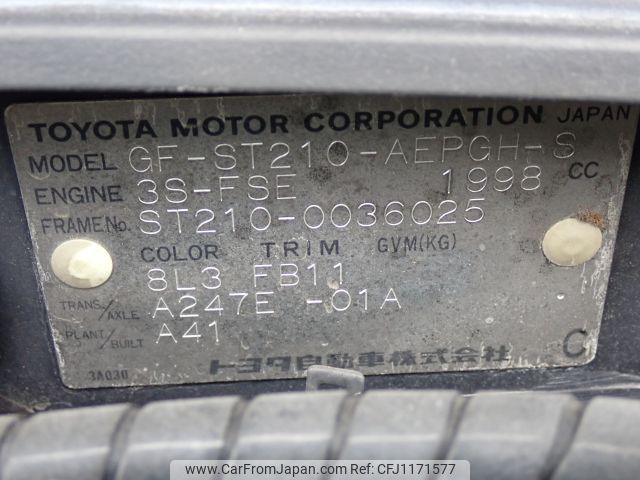 TOYOTA MOTOR CORPORATION JAPAN
MODEL GF-ST210-AEPGH-S
ENGINE 3S-FSE 1998 CC
FRAME No. ST210-0036025
COLOR TRIM GVM(KG)
8L3 FB11
TRANS/AXLE A247E -01A
PLANT/BUILT A41
トヨタ自動車株式会社 C
3A030
www.CarFromJapan.com | © CarFromJapan | ID: CFJ1171577